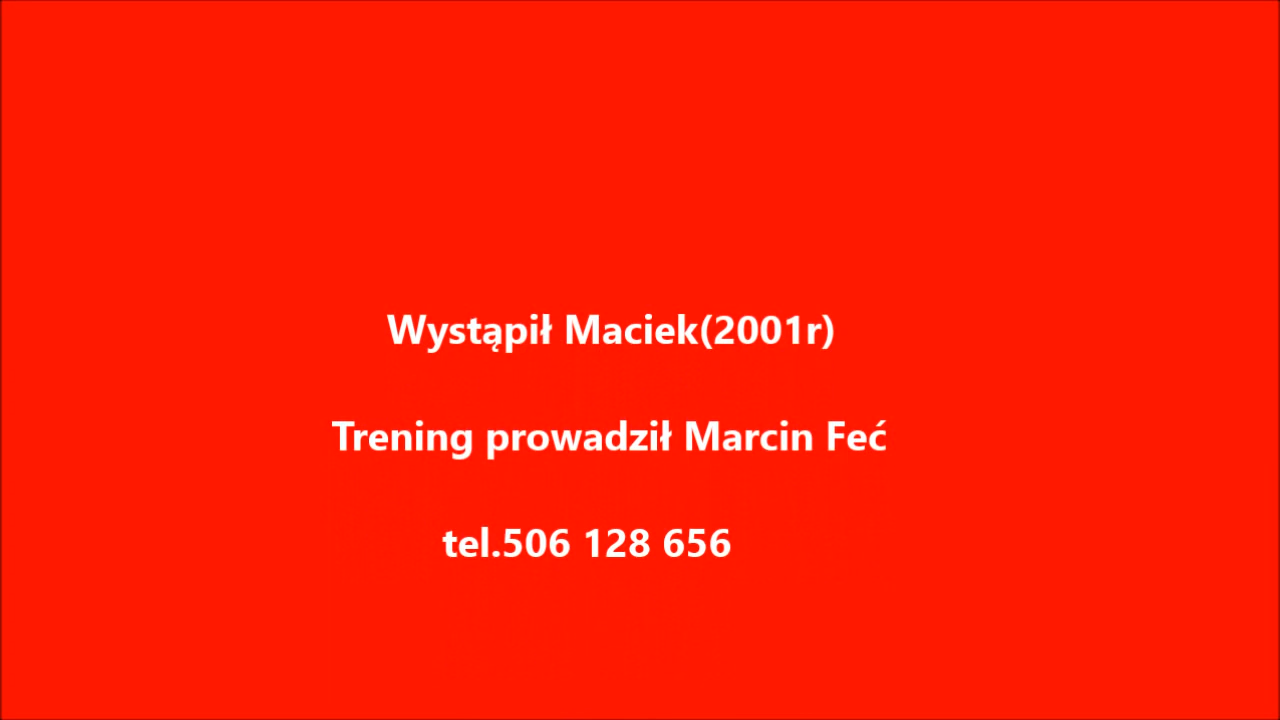 Wystąpił Maciek(2001r)
Trening prowadził Marcin Feć
tel.506 128 656